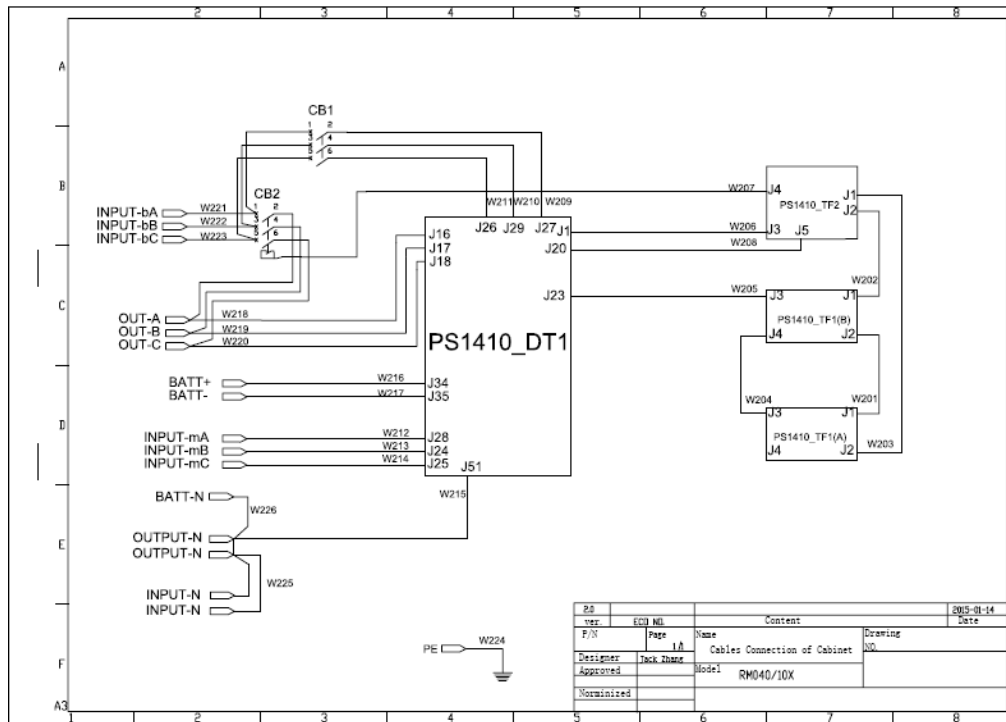 2 3 4 5 6 7 8
A
CB1
1 2
4
6
B
CB2
W207 J4 J1
W211 W210 W209
PS1410_TF2
J2
INPUT-bA W221 1 2
INPUT-bB W222 4
INPUT-bC W223 6
J26 J29 J27
J16 J1 W206 J3 J5
J17 J20 W208
J18
W202
C
J23 W205 J3 J1
OUT-A W218
PS1410_TF1(B)
OUT-B W219
J4 J2
OUT-C W220
PS1410_DT1
BATT+ W216 J34
BATT- W217 J35
W204 W201
D
J3 J1
INPUT-mA W212 J28
PS1410_TF1(A) W203
INPUT-mB W213 J24
J4 J2
INPUT-mC W214 J25
J51
BATT-N W215
W226
OUTPUT-N
E
OUTPUT-N
W225
INPUT-N
INPUT-N
2.0 2015-01-14
ver. ECO NO. Content Date
P/N Page Name Drawing
1/1 Cables Connection of Cabinet NO.
Designer Jack Zhang
Approved Model RM040/10X
Norminized
PE W224
F
A3
1 2 3 4 5 6 7 8